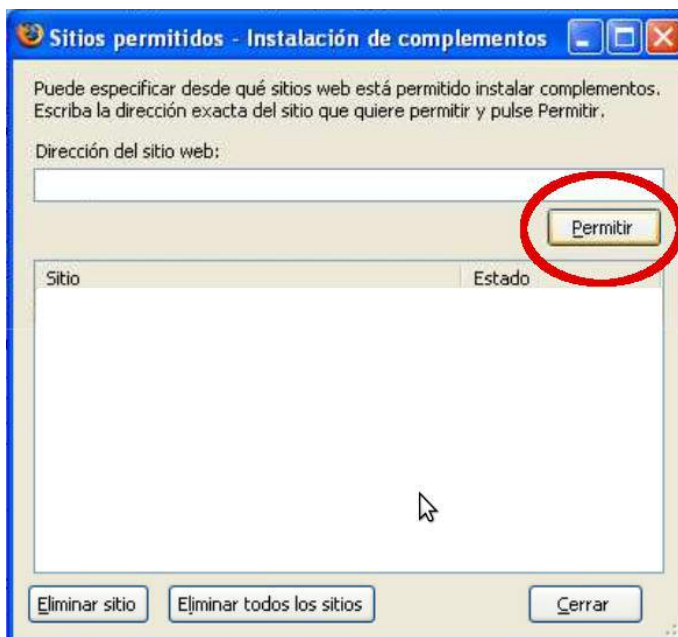 Sitios permitidos - Instalación de complementos
Puede especificar desde qué sitios web está permitido instalar complementos.
Escriba la dirección exacta del sitio que quiere permitir y pulse Permitir.
Dirección del sitio web:
Permitir
Sitio Estado
Eliminar sitio Eliminar todos los sitios Cerrar